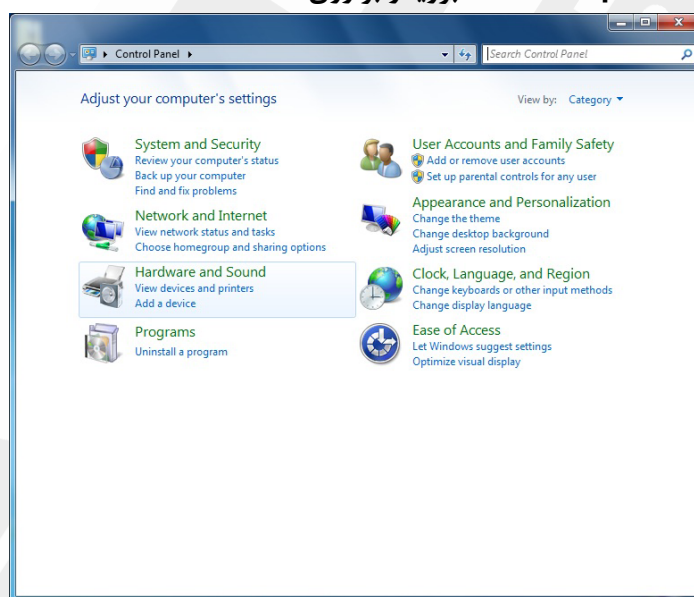 Control Panel
Search Control Panel
Adjust your computer's settings
View by: Category
System and Security
Review your computer's status
Back up your computer
Find and fix problems
Network and Internet
View network status and tasks
Choose homegroup and sharing options
Hardware and Sound
View devices and printers
Add a device
Programs
Uninstall a program
User Accounts and Family Safety
Add or remove user accounts
Set up parental controls for any user
Appearance and Personalization
Change the theme
Change desktop background
Adjust screen resolution
Clock, Language, and Region
Change keyboards or other input methods
Change display language
Ease of Access
Let Windows suggest settings
Optimize visual display